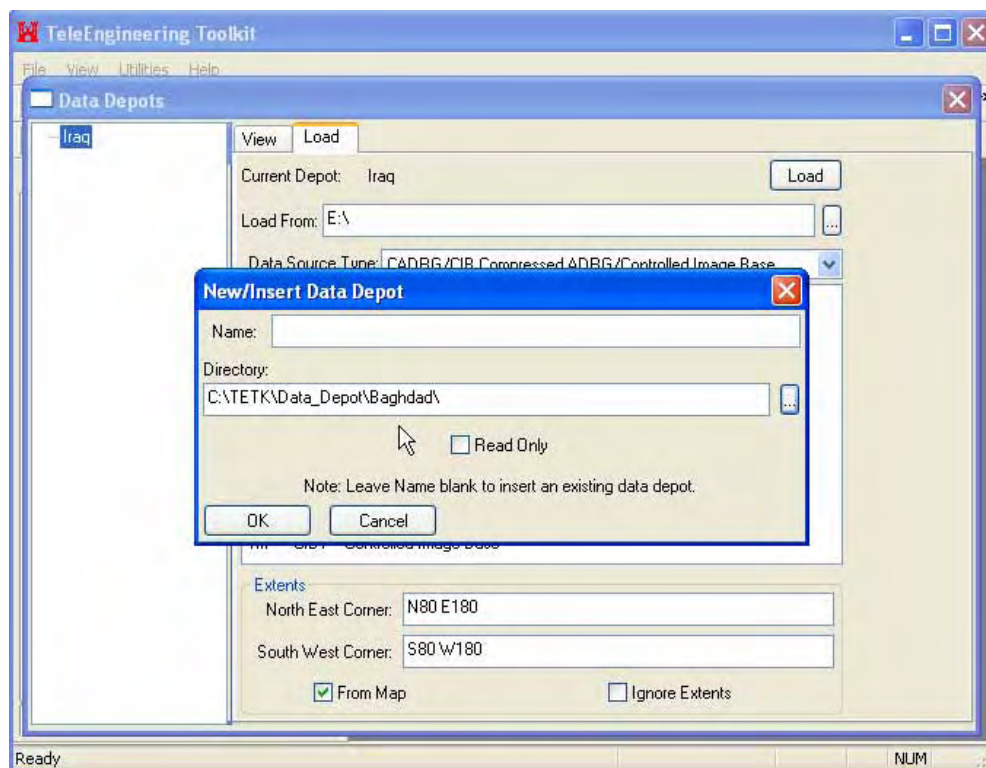 TeleEngineering Toolkit
File View Utilities Help
Data Depots
Iraq
View Load
Current Depot: Iraq
Load
Load From: E:\
...
Data Source Type: CADRG/CIB Compressed ADRG/Controlled Image Base
New/Insert Data Depot
Name:
Directory:
C:\TETK\Data_Depot\Baghdad\
...
Read Only
Note: Leave Name blank to insert an existing data depot.
OK Cancel
Controlled Image Base
Extents
North East Corner: N80 E180
South West Corner: S80 W180
From Map Ignore Extents
Ready NUM